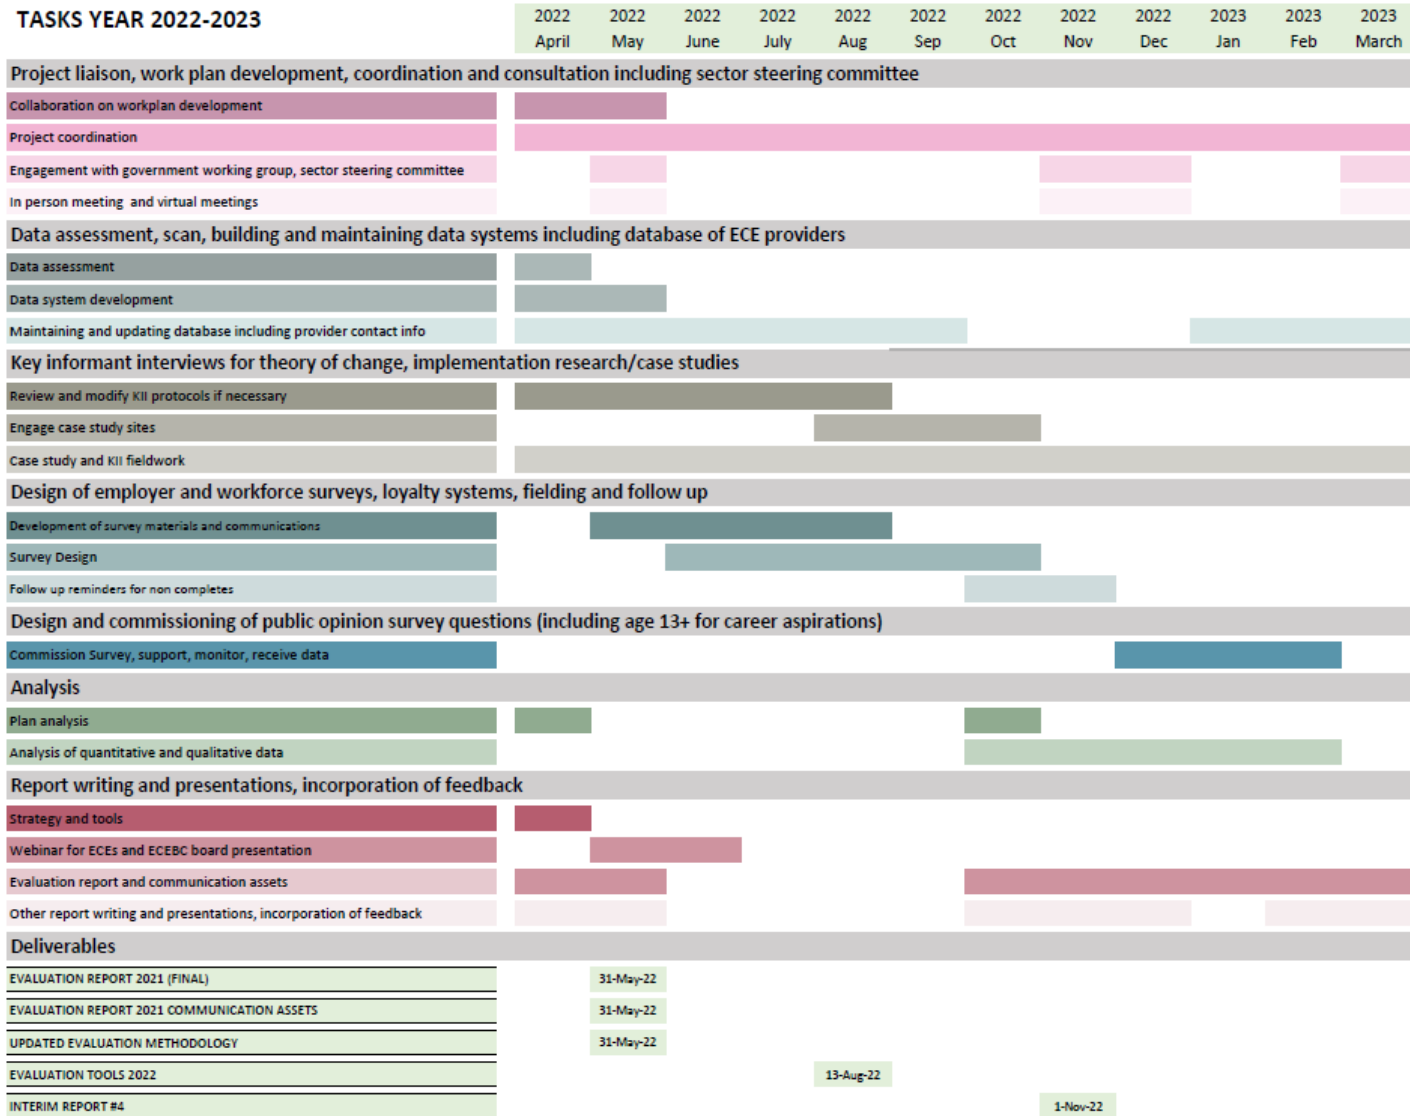 TASKS YEAR 2022-2023
2022 2022 2022 2022 2022 2022 2022 2022 2022 2023 2023 2023
April May June July Aug Sep Oct Nov Dec Jan Feb March
Project liaison, work plan development, coordination and consultation including sector steering committee
Collaboration on workplan development
Project coordination
Engagement with government working group, sector steering committee
In person meeting and virtual meetings
Data assessment, scan, building and maintaining data systems including database of ECE providers
Data assessment
Data system development
Maintaining and updating database including provider contact info
Key informant interviews for theory of change, implementation research/case studies
Review and modify KII protocols if necessary
Engage case study sites
Case study and KII fieldwork
Design of employer and workforce surveys, loyalty systems, fielding and follow up
Development of survey materials and communications
Survey Design
Follow up reminders for non completes
Design and commissioning of public opinion survey questions (including age 13+ for career aspirations)
Commission Survey, support, monitor, receive data
Analysis
Plan analysis
Analysis of quantitative and qualitative data
Report writing and presentations, incorporation of feedback
Strategy and tools
Webinar for ECEs and ECEBC board presentation
Evaluation report and communication assets
Other report writing and presentations, incorporation of feedback
Deliverables
EVALUATION REPORT 2021 (FINAL) 31-May-22
EVALUATION REPORT 2021 COMMUNICATION ASSETS 31-May-22
UPDATED EVALUATION METHODOLOGY 31-May-22
EVALUATION TOOLS 2022 13-Aug-22
INTERIM REPORT #4 1-Nov-22